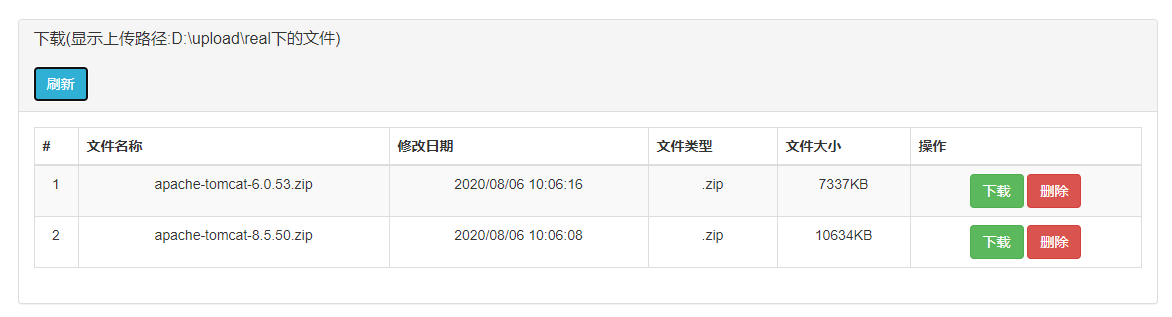 下载(显示上传路径:D:\upload\real下的文件)
刷新
# 文件名称 修改日期 文件类型 文件大小 操作
1 apache-tomcat-6.0.53.zip 2020/08/06 10:06:16 .zip 7337KB 下载 删除
2 apache-tomcat-8.5.50.zip 2020/08/06 10:06:08 .zip 10634KB 下载 删除